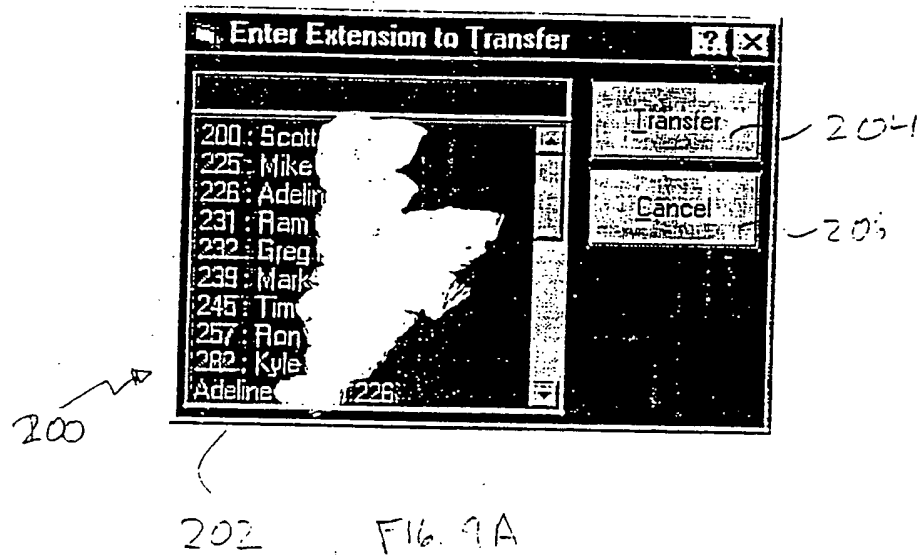 Enter Extension to Transfer
Transfer
204
200 : Scott
225 : Mike
226 : Adelin
231 : Ram
232 : Greg
239 : Mark
245 : Tim
257 : Ron
282 : Kyle
Adeline 226
Cancel
200
202
FIG. 9A